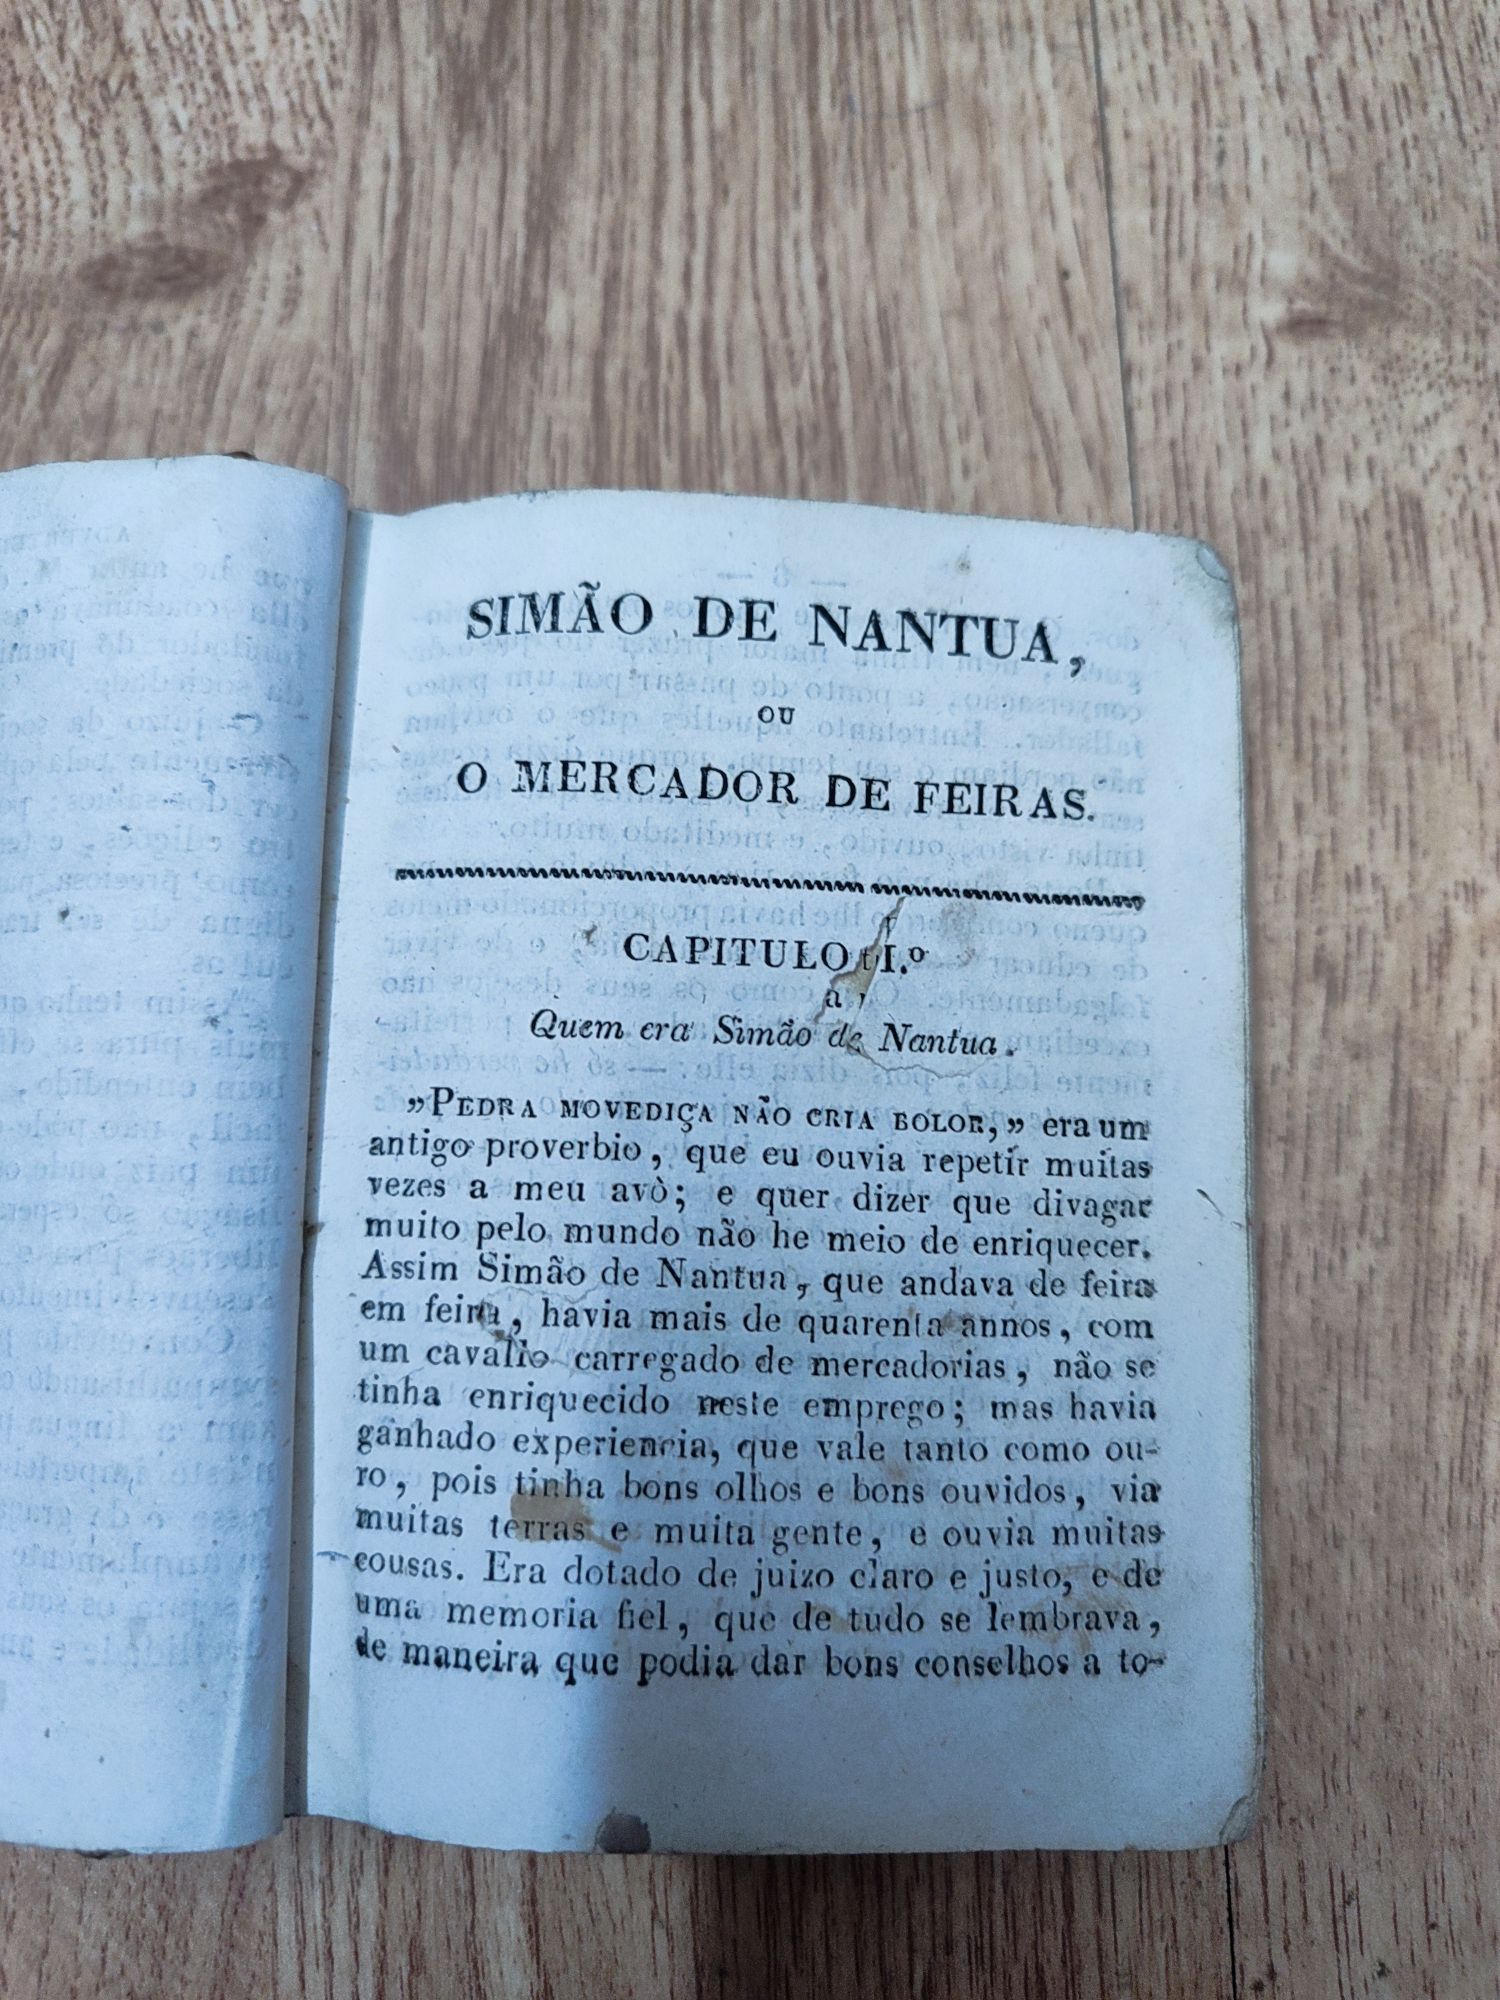 SIMÃO DE NANTUA,
OU
O MERCADOR DE FEIRAS.
CAPITULO I.º
Quem era Simão de Nantua.
„PEDRA MOVEDIÇA NÃO CRIA BOLOR,” era um
antigo proverbio, que eu ouvia repetir muitas
vezes a meu avò; e quer dizer que divagar
muito pelo mundo não he meio de enriquecer.
Assim Simão de Nantua, que andava de feira
em feira, havia mais de quarenta annos, com
um cavallo carregado de mercadorias, não se
tinha enriquecido neste emprego; mas havia
ganhado experiencia, que vale tanto como ou-
ro, pois tinha bons olhos e bons ouvidos, via
muitas terras e muita gente, e ouvia muitas
cousas. Era dotado de juizo claro e justo, e de
uma memoria fiel, que de tudo se lembrava,
de maneira que podia dar bons conselhos a to-